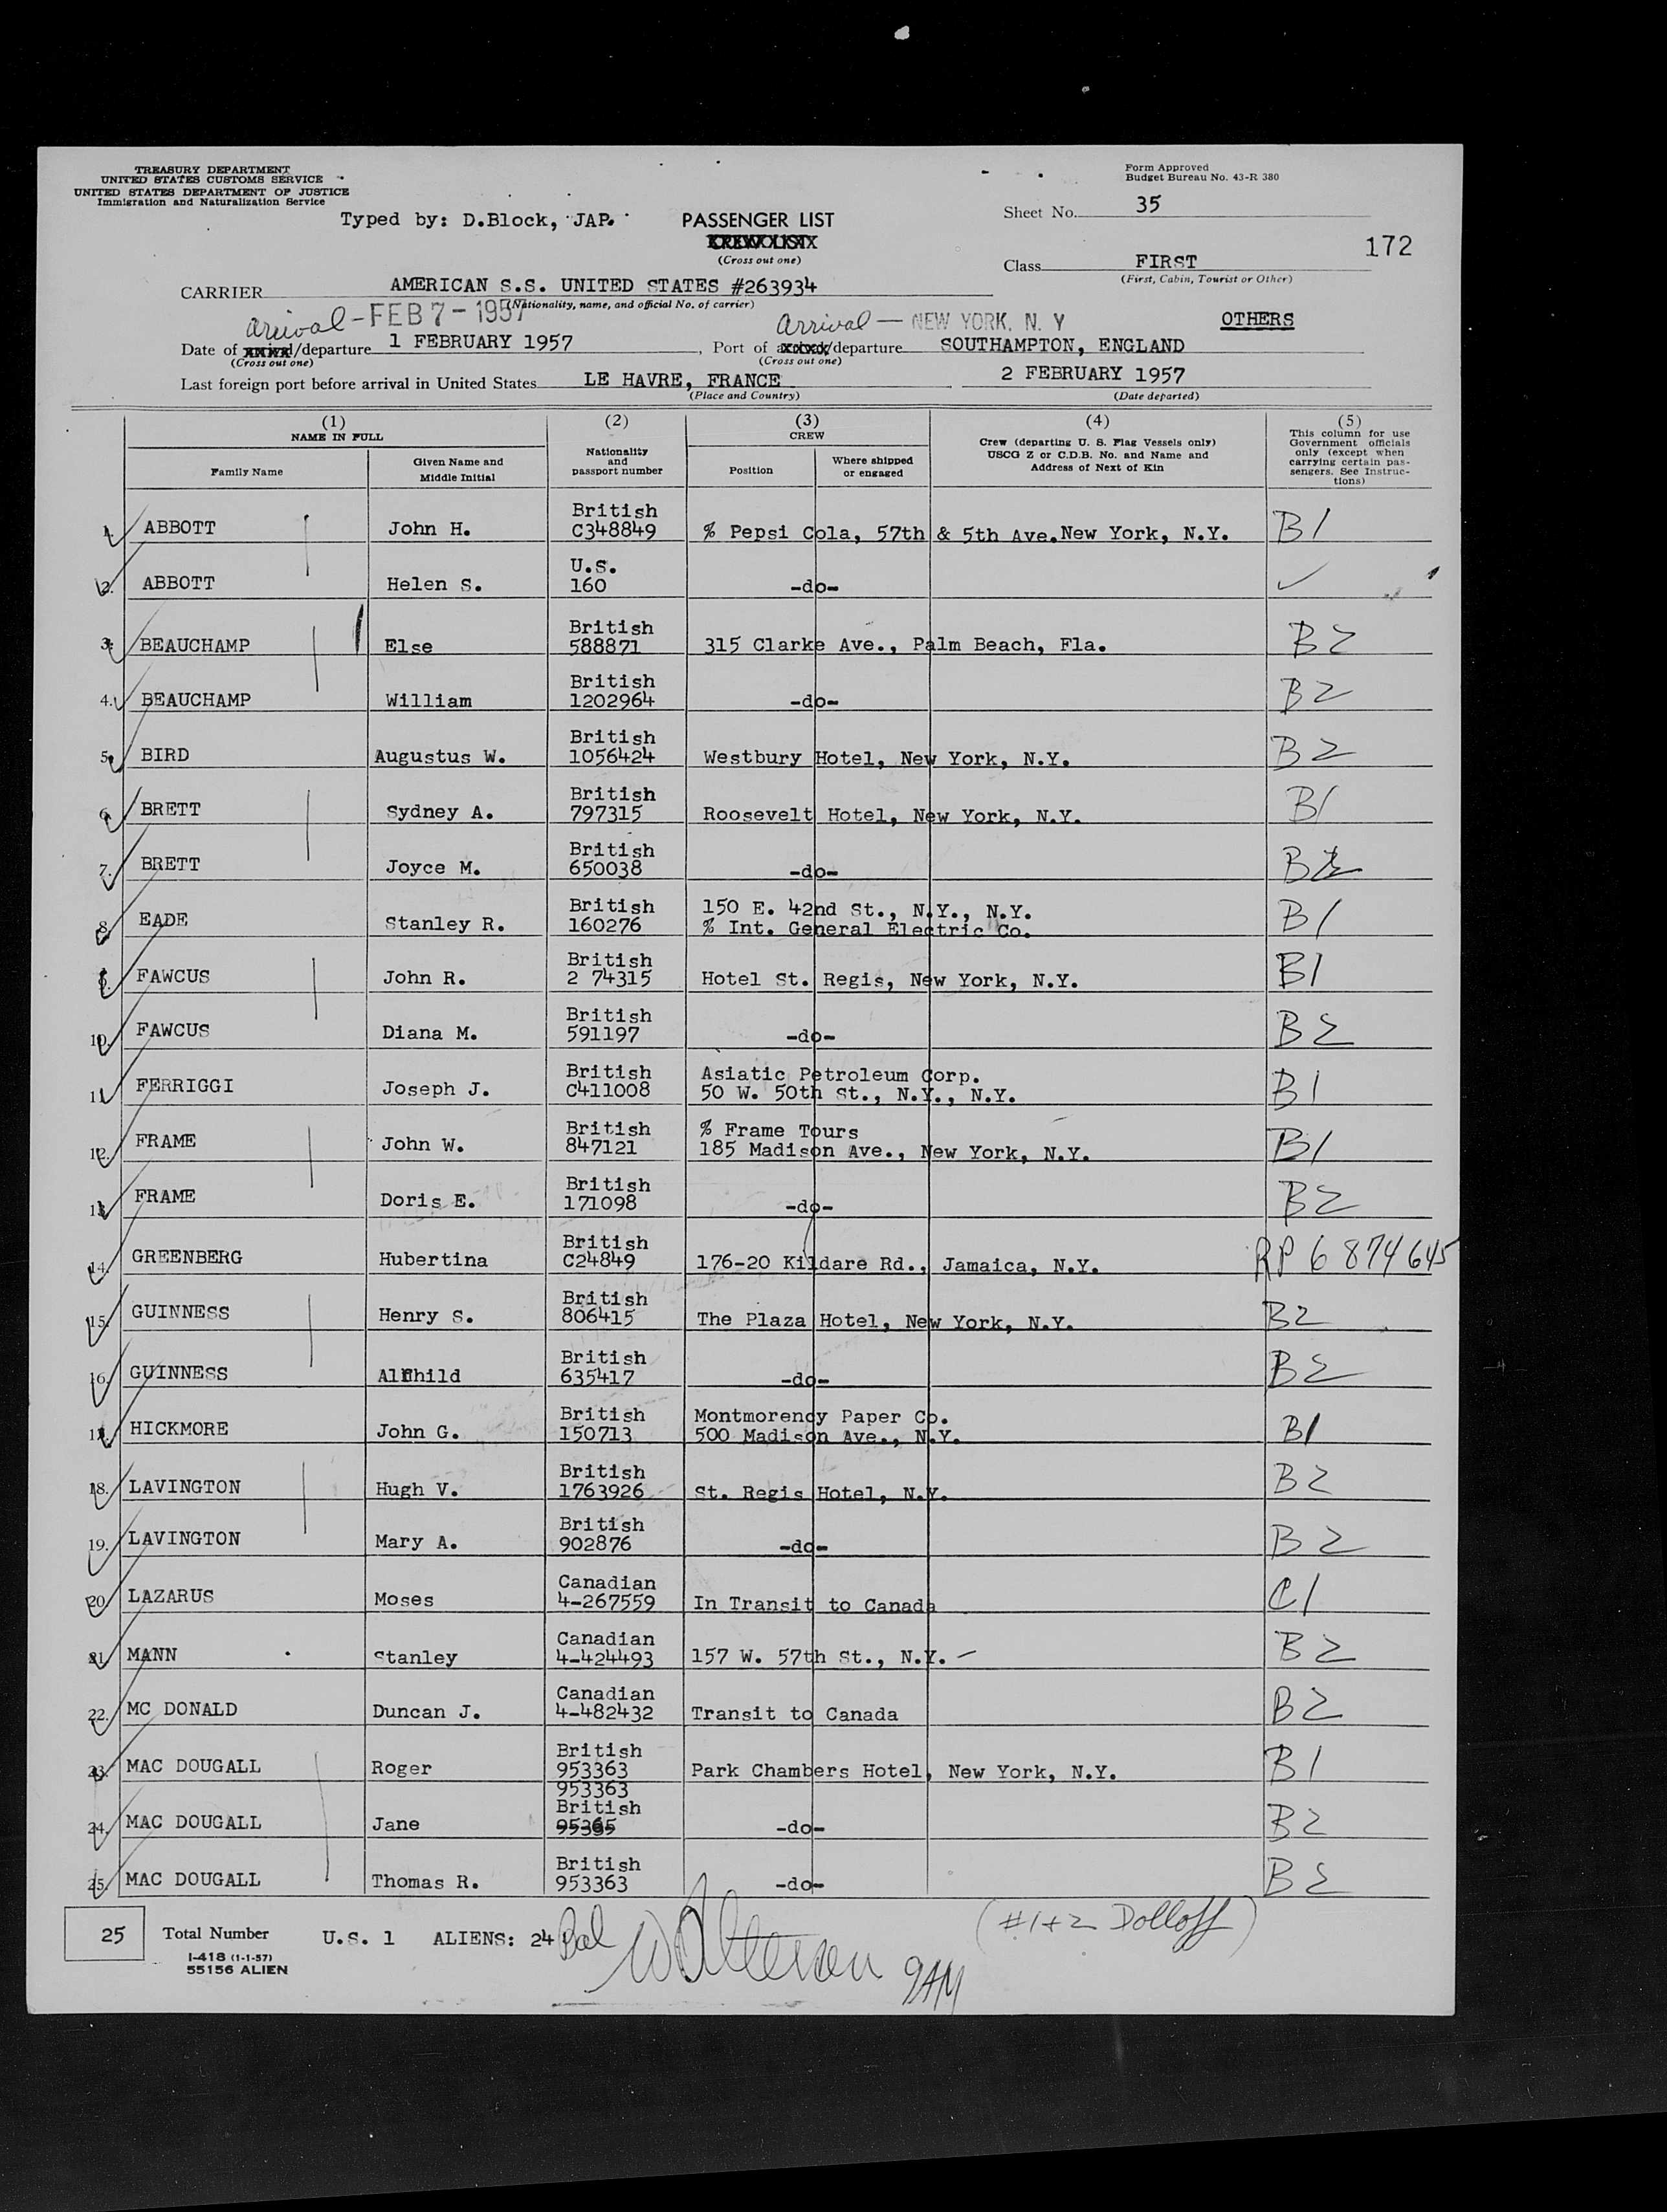 TREASURY DEPARTMENT
UNITED STATES CUSTOMS SERVICE
UNITED STATES DEPARTMENT OF JUSTICE
Immigration and Naturalization Service
Form Approved
Budget Bureau No. 43-R 380
Typed by: D.Block, JAP.
PASSENGER LIST
(Cross out one)
Sheet No. 35
172
Class FIRST
(First, Cabin, Tourist or Other)
CARRIER AMERICAN S.S. UNITED STATES #263934
(Nationality, name, and official No. of carrier)
arrival - FEB 7 - 1957
Arrival — NEW YORK, N. Y
OTHERS
Date of /departure 1 FEBRUARY 1957, Port of /departure SOUTHAMPTON, ENGLAND
(Cross out one) (Cross out one)
Last foreign port before arrival in United States LE HAVRE, FRANCE 2 FEBRUARY 1957
(Place and Country) (Date departed)
(1) NAME IN FULL
Family Name
Given Name and Middle Initial
(2) Nationality and passport number
(3) CREW
Position
Where shipped or engaged
(4) Crew (departing U. S. Flag Vessels only) USCG Z or C.D.B. No. and Name and Address of Next of Kin
(5) This column for use Government officials only (except when carrying certain passengers. See Instructions)
1. ABBOTT John H. British C348849 % Pepsi Cola, 57th & 5th Ave. New York, N.Y. B1
2. ABBOTT Helen S. U.S. 160 -do- ✓
3. BEAUCHAMP Else British 588871 315 Clarke Ave., Palm Beach, Fla. B2
4. BEAUCHAMP William British 1202964 -do- B2
5. BIRD Augustus W. British 1056424 Westbury Hotel, New York, N.Y. B2
6. BRETT Sydney A. British 797315 Roosevelt Hotel, New York, N.Y. B1
7. BRETT Joyce M. British 650038 -do- B2
8. EADE Stanley R. British 160276 150 E. 42nd St., N.Y., N.Y. % Int. General Electric Co. B1
9. FAWCUS John R. British 2 74315 Hotel St. Regis, New York, N.Y. B1
10. FAWCUS Diana M. British 591197 -do- B2
11. FERRIGGI Joseph J. British C411008 Asiatic Petroleum Corp. 50 W. 50th St., N.Y., N.Y. B1
12. FRAME John W. British 847121 % Frame Tours 185 Madison Ave., New York, N.Y. B1
13. FRAME Doris E. British 171098 -do- B2
14. GREENBERG Hubertina British C24849 176-20 Kildare Rd., Jamaica, N.Y. RP 6 874645
15. GUINNESS Henry S. British 806415 The Plaza Hotel, New York, N.Y. B2
16. GUINNESS Alfhild British 635417 -do- B2
17. HICKMORE John G. British 150713 Montmorency Paper Co. 500 Madison Ave., N.Y. B1
18. LAVINGTON Hugh V. British 1763926 St. Regis Hotel, N.Y. B2
19. LAVINGTON Mary A. British 902876 -do- B2
20. LAZARUS Moses Canadian 4-267559 In Transit to Canada C1
21. MANN Stanley Canadian 4-424493 157 W. 57th St., N.Y. B2
22. MC DONALD Duncan J. Canadian 4-482432 Transit to Canada B2
23. MAC DOUGALL Roger British 953363 Park Chambers Hotel, New York, N.Y. B1
24. MAC DOUGALL Jane 953363 British -do- B2
25. MAC DOUGALL Thomas R. British 953363 -do- B2
25 Total Number U.S. 1 ALIENS: 24
(#1+2 Dolloff)
I-418 (1-1-57)
55156 ALIEN
9AM